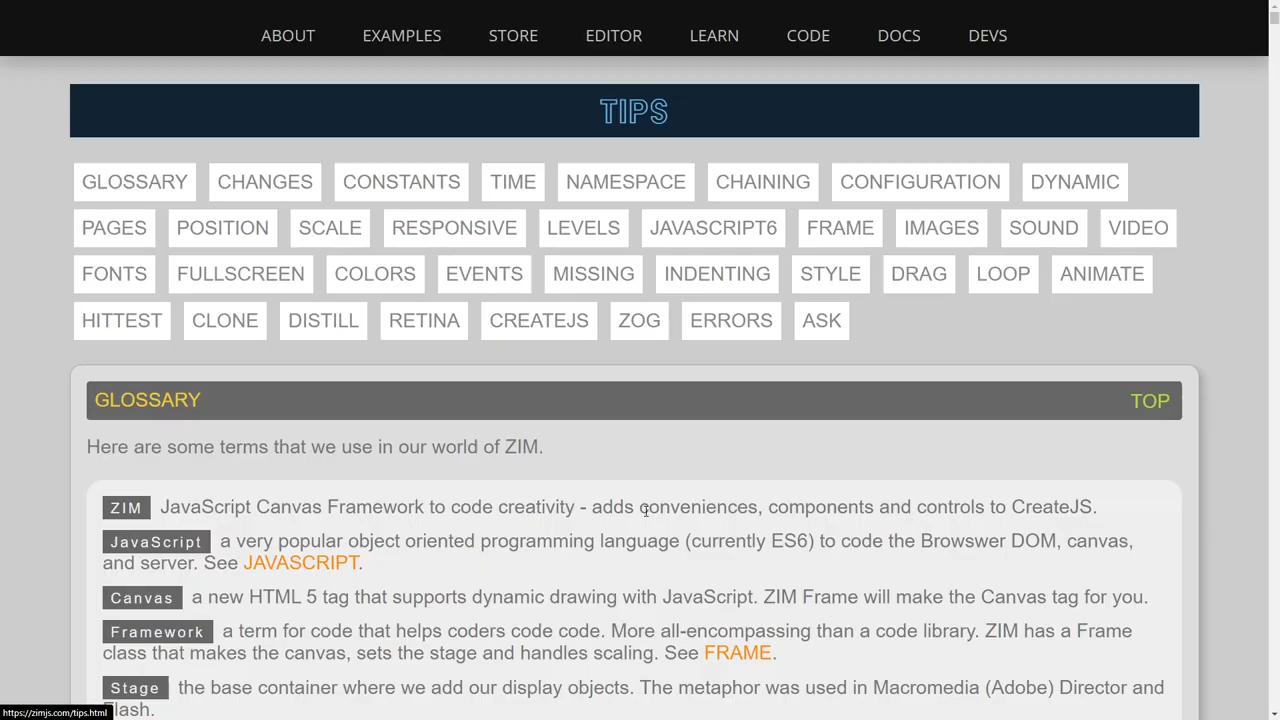 ABOUT EXAMPLES STORE EDITOR LEARN CODE DOCS DEVS
TIPS
GLOSSARY CHANGES CONSTANTS TIME NAMESPACE CHAINING CONFIGURATION DYNAMIC
PAGES POSITION SCALE RESPONSIVE LEVELS JAVASCRIPT6 FRAME IMAGES SOUND VIDEO
FONTS FULLSCREEN COLORS EVENTS MISSING INDENTING STYLE DRAG LOOP ANIMATE
HITTEST CLONE DISTILL RETINA CREATEJS ZOG ERRORS ASK
GLOSSARY TOP
Here are some terms that we use in our world of ZIM.
ZIM JavaScript Canvas Framework to code creativity - adds conveniences, components and controls to CreateJS.
JavaScript a very popular object oriented programming language (currently ES6) to code the Browswer DOM, canvas,
and server. See JAVASCRIPT.
Canvas a new HTML 5 tag that supports dynamic drawing with JavaScript. ZIM Frame will make the Canvas tag for you.
Framework a term for code that helps coders code code. More all-encompassing than a code library. ZIM has a Frame
class that makes the canvas, sets the stage and handles scaling. See FRAME.
Stage the base container where we add our display objects. The metaphor was used in Macromedia (Adobe) Director and
Flash.
https://zimjs.com/tips.html